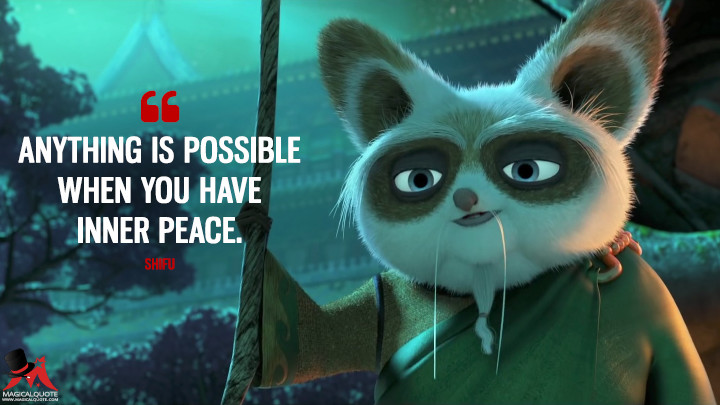 ❝
ANYTHING IS POSSIBLE
WHEN YOU HAVE
INNER PEACE.
SHIFU
MAGICALQUOTE
WWW.MAGICALQUOTE.COM